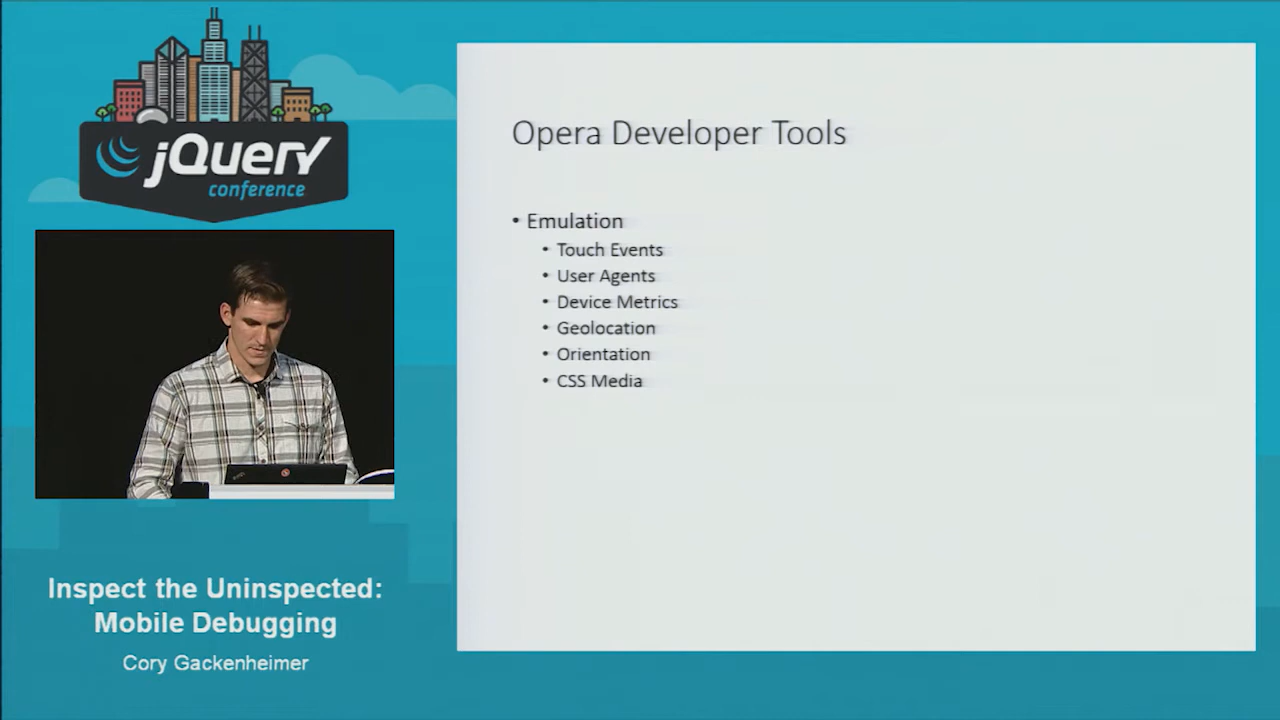 jQuery
conference
Inspect the Uninspected:
Mobile Debugging
Cory Gackenheimer
Opera Developer Tools
• Emulation
• Touch Events
• User Agents
• Device Metrics
• Geolocation
• Orientation
• CSS Media